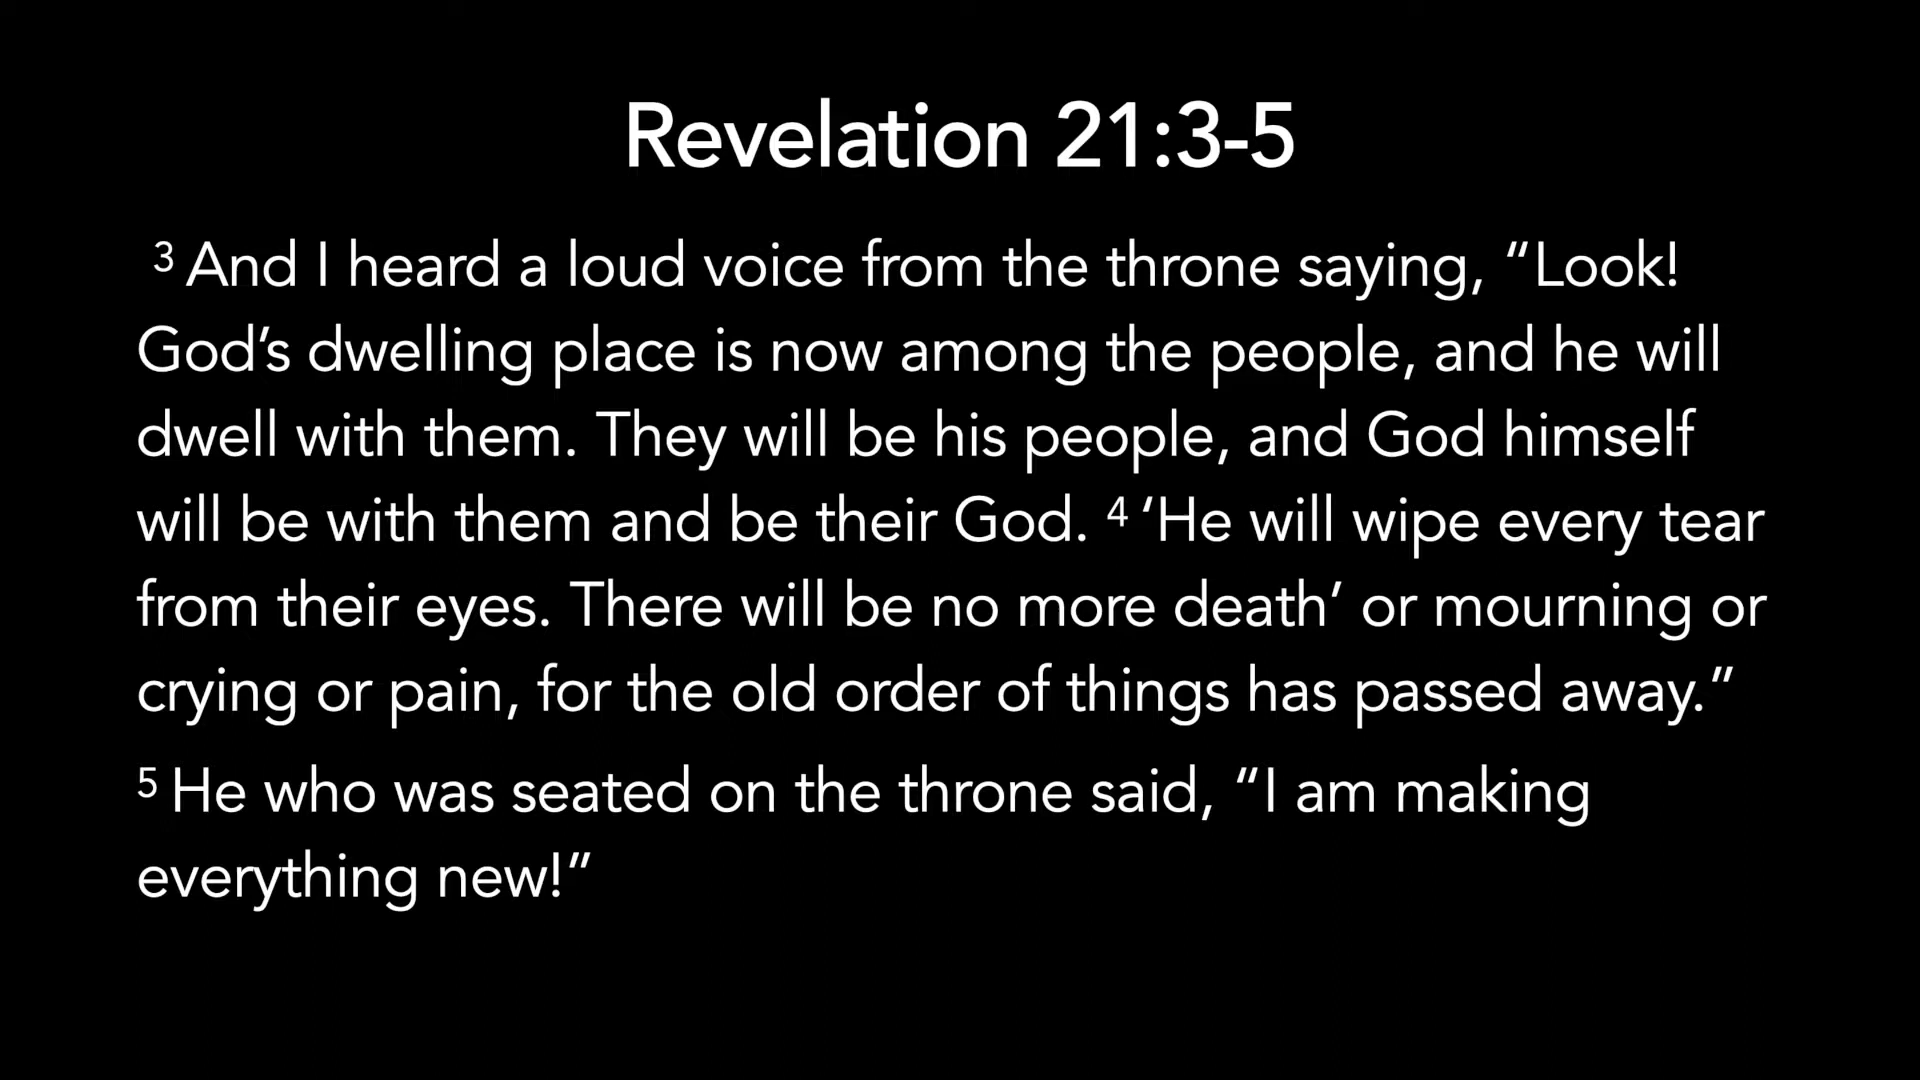 Revelation 21:3-5
³ And I heard a loud voice from the throne saying, “Look!
God’s dwelling place is now among the people, and he will
dwell with them. They will be his people, and God himself
will be with them and be their God. ⁴ ‘He will wipe every tear
from their eyes. There will be no more death’ or mourning or
crying or pain, for the old order of things has passed away.”
⁵ He who was seated on the throne said, “I am making
everything new!”